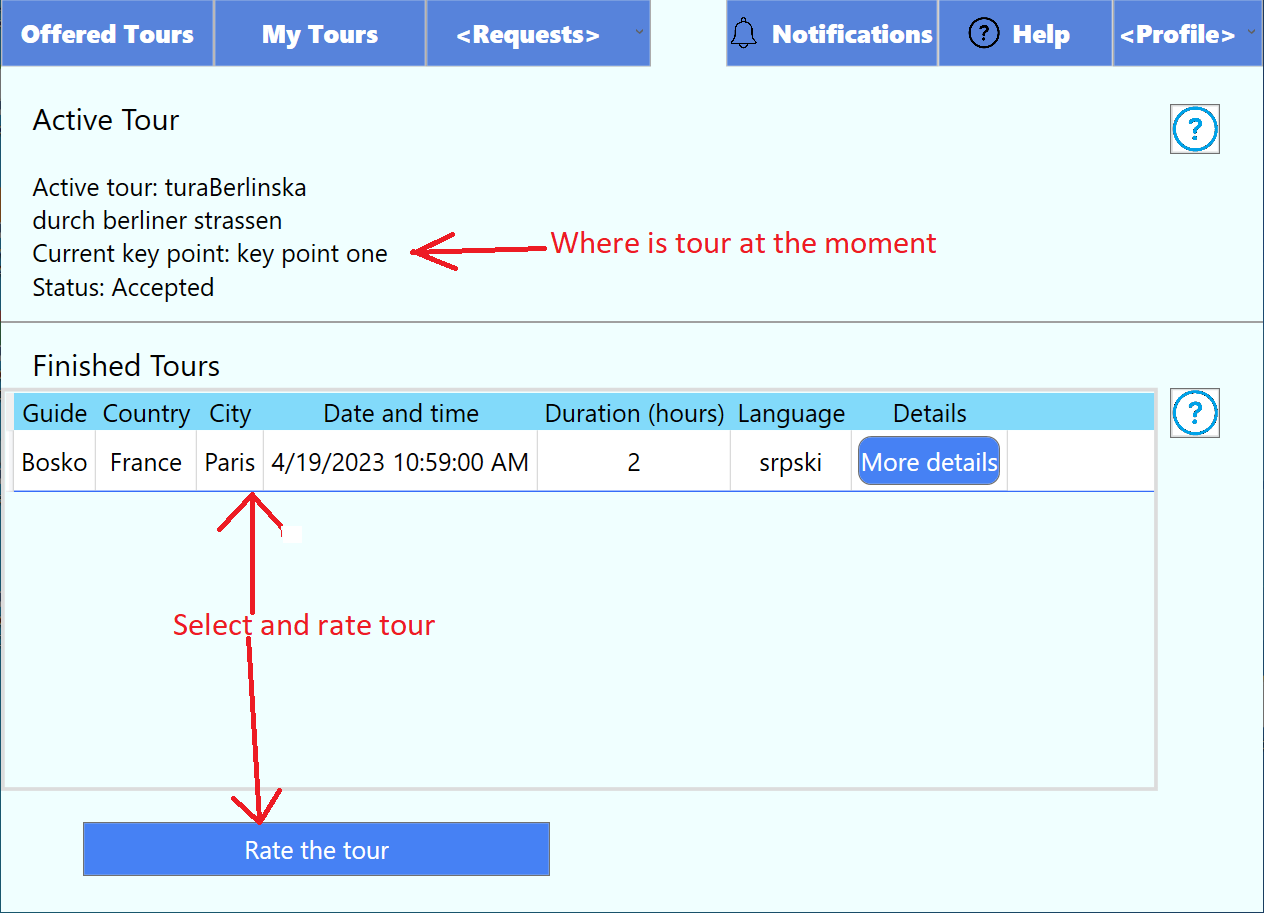 Offered Tours My Tours <Requests> Notifications ? Help <Profile>
Active Tour
?
Active tour: turaBerlinska
durch berliner strassen
Where is tour at the moment
Current key point: key point one
Status: Accepted
Finished Tours
?
Guide Country City Date and time Duration (hours) Language Details
Bosko France Paris 4/19/2023 10:59:00 AM 2 srpski More details
Select and rate tour
Rate the tour